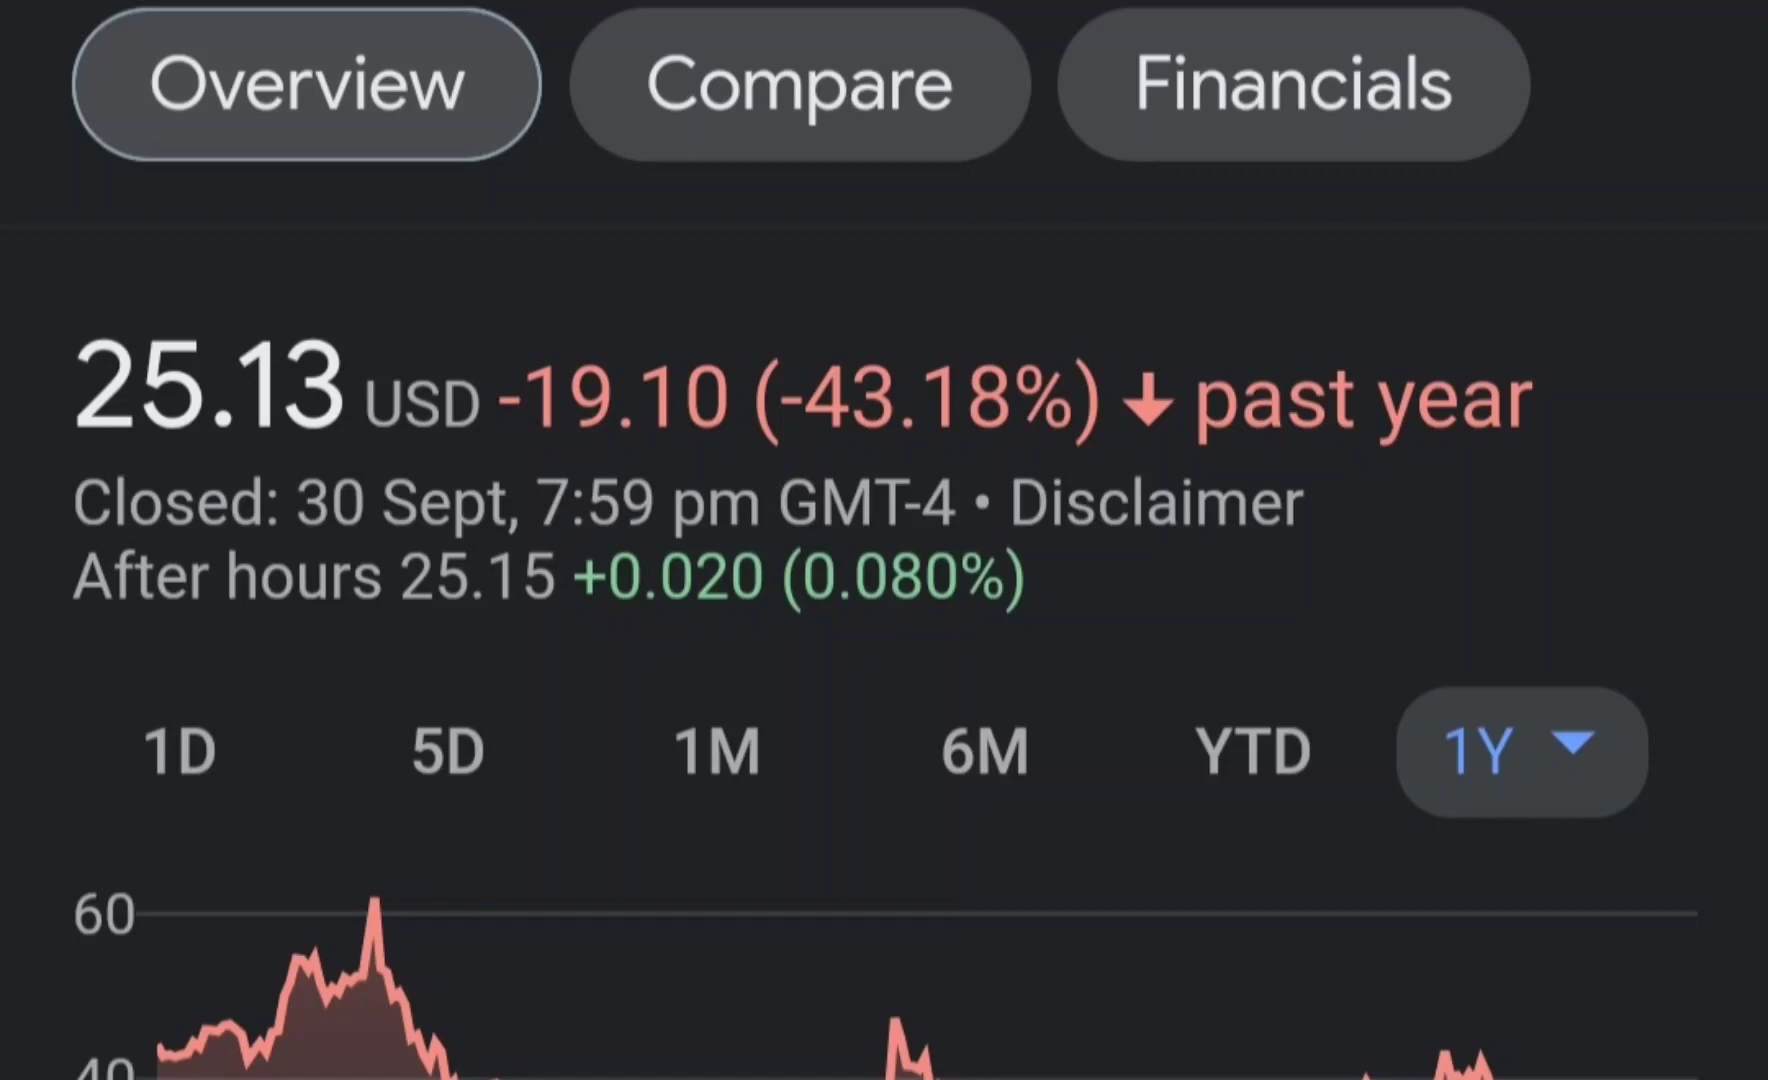 Overview Compare Financials
25.13 USD -19.10 (-43.18%) ↓ past year
Closed: 30 Sept, 7:59 pm GMT-4 • Disclaimer
After hours 25.15 +0.020 (0.080%)
1D 5D 1M 6M YTD 1Y
60
40